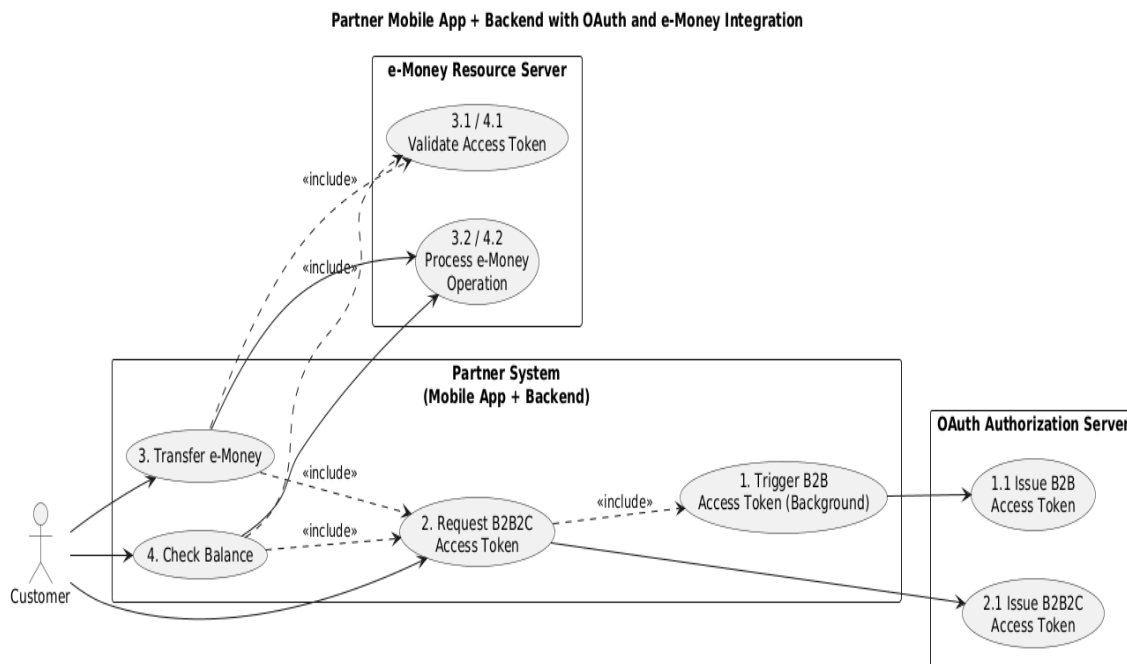 Partner Mobile App + Backend with OAuth and e-Money Integration
e-Money Resource Server
3.1 / 4.1
Validate Access Token
«include»
3.2 / 4.2
Process e-Money
Operation
«include»
Partner System
(Mobile App + Backend)
OAuth Authorization Server
3. Transfer e-Money
«include»
1. Trigger B2B
Access Token (Background)
1.1 Issue B2B
Access Token
«include»
2. Request B2B2C
Access Token
«include»
4. Check Balance
Customer
2.1 Issue B2B2C
Access Token